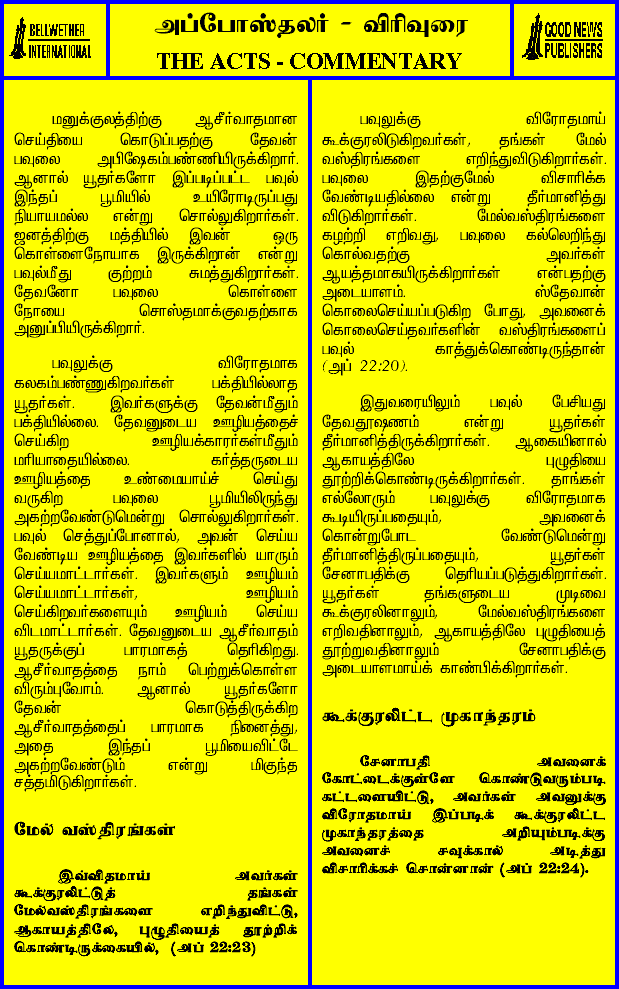 BELLWETHER
INTERNATIONAL
அப்போஸ்தலர் - விரிவுரை
THE ACTS - COMMENTARY
GOOD NEWS
PUBLISHERS
மனுக்குலத்திற்கு ஆசீர்வாதமான
செய்தியை கொடுப்பதற்கு தேவன்
பவுலை அபிஷேகம்பண்ணியிருக்கிறார்.
ஆனால் யூதர்களோ இப்படிப்பட்ட பவுல்
இந்தப் பூமியில் உயிரோடிருப்பது
நியாயமல்ல என்று சொல்லுகிறார்கள்.
ஜனத்திற்கு மத்தியில் இவன் ஒரு
கொள்ளைநோயாக இருக்கிறான் என்று
பவுல்மீது குற்றம் சுமத்துகிறார்கள்.
தேவனோ பவுலை கொள்ளை
நோயை சொஸ்தமாக்குவதற்காக
அனுப்பியிருக்கிறார்.
பவுலுக்கு விரோதமாக
கலகம்பண்ணுகிறவர்கள் பக்தியில்லாத
யூதர்கள். இவர்களுக்கு தேவன்மீதும்
பக்தியில்லை. தேவனுடைய ஊழியத்தைச்
செய்கிற ஊழியக்காரர்கள்மீதும்
மரியாதையில்லை. கர்த்தருடைய
ஊழியத்தை உண்மையாய்ச் செய்து
வருகிற பவுலை பூமியிலிருந்து
அகற்றவேண்டுமென்று சொல்லுகிறார்கள்.
பவுல் செத்துப்போனால், அவன் செய்ய
வேண்டிய ஊழியத்தை இவர்களில் யாரும்
செய்யமாட்டார்கள். இவர்களும் ஊழியம்
செய்யமாட்டார்கள், ஊழியம்
செய்கிறவர்களையும் ஊழியம் செய்ய
விடமாட்டார்கள். தேவனுடைய ஆசீர்வாதம்
யூதருக்குப் பாரமாகத் தெரிகிறது.
ஆசீர்வாதத்தை நாம் பெற்றுக்கொள்ள
விரும்புவோம். ஆனால் யூதர்களோ
தேவன் கொடுத்திருக்கிற
ஆசீர்வாதத்தைப் பாரமாக நினைத்து,
அதை இந்தப் பூமியைவிட்டே
அகற்றவேண்டும் என்று மிகுந்த
சத்தமிடுகிறார்கள்.
மேல் வஸ்திரங்கள்
இவ்விதமாய் அவர்கள்
கூக்குரலிட்டுத் தங்கள்
மேல்வஸ்திரங்களை எறிந்துவிட்டு,
ஆகாயத்திலே, புழுதியைத் தூற்றிக்
கொண்டிருக்கையில், (அப் 22:23)
பவுலுக்கு விரோதமாய்
கூக்குரலிடுகிறவர்கள், தங்கள் மேல்
வஸ்திரங்களை எறிந்துவிடுகிறார்கள்.
பவுலை இதற்குமேல் விசாரிக்க
வேண்டியதில்லை என்று தீர்மானித்து
விடுகிறார்கள். மேல்வஸ்திரங்களை
கழற்றி எறிவது, பவுலை கல்லெறிந்து
கொல்வதற்கு அவர்கள்
ஆயத்தமாகயிருக்கிறார்கள் என்பதற்கு
அடையாளம். ஸ்தேவான்
கொலைசெய்யப்படுகிற போது, அவனைக்
கொலைசெய்தவர்களின் வஸ்திரங்களைப்
பவுல் காத்துக்கொண்டிருந்தான்
(அப் 22:20).
இதுவரையிலும் பவுல் பேசியது
தேவதூஷணம் என்று யூதர்கள்
தீர்மானித்திருக்கிறார்கள். ஆகையினால்
ஆகாயத்திலே புழுதியை
தூற்றிக்கொண்டிருக்கிறார்கள். தாங்கள்
எல்லோரும் பவுலுக்கு விரோதமாக
கூடியிருப்பதையும், அவனைக்
கொன்றுபோட வேண்டுமென்று
தீர்மானித்திருப்பதையும், யூதர்கள்
சேனாபதிக்கு தெரியப்படுத்துகிறார்கள்.
யூதர்கள் தங்களுடைய முடிவை
கூக்குரலினாலும், மேல்வஸ்திரங்களை
எறிவதினாலும், ஆகாயத்திலே புழுதியைத்
தூற்றுவதினாலும் சேனாபதிக்கு
அடையாளமாய்க் காண்பிக்கிறார்கள்.
கூக்குரலிட்ட முகாந்தரம்
சேனாபதி அவனைக்
கோட்டைக்குள்ளே கொண்டுவரும்படி
கட்டளையிட்டு, அவர்கள் அவனுக்கு
விரோதமாய் இப்படிக் கூக்குரலிட்ட
முகாந்தரத்தை அறியும்படிக்கு
அவனைச் சவுக்கால் அடித்து
விசாரிக்கச் சொன்னான் (அப் 22:24).